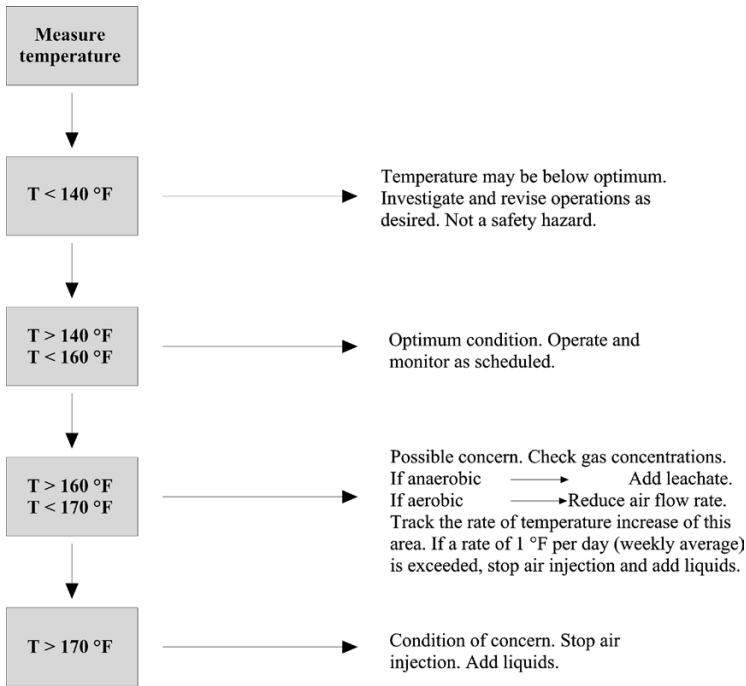 Measure
temperature
T < 140 °F
Temperature may be below optimum.
Investigate and revise operations as
desired. Not a safety hazard.
T > 140 °F
T < 160 °F
Optimum condition. Operate and
monitor as scheduled.
T > 160 °F
T < 170 °F
Possible concern. Check gas concentrations.
If anaerobic Add leachate.
If aerobic Reduce air flow rate.
Track the rate of temperature increase of this
area. If a rate of 1 °F per day (weekly average)
is exceeded, stop air injection and add liquids.
T > 170 °F
Condition of concern. Stop air
injection. Add liquids.